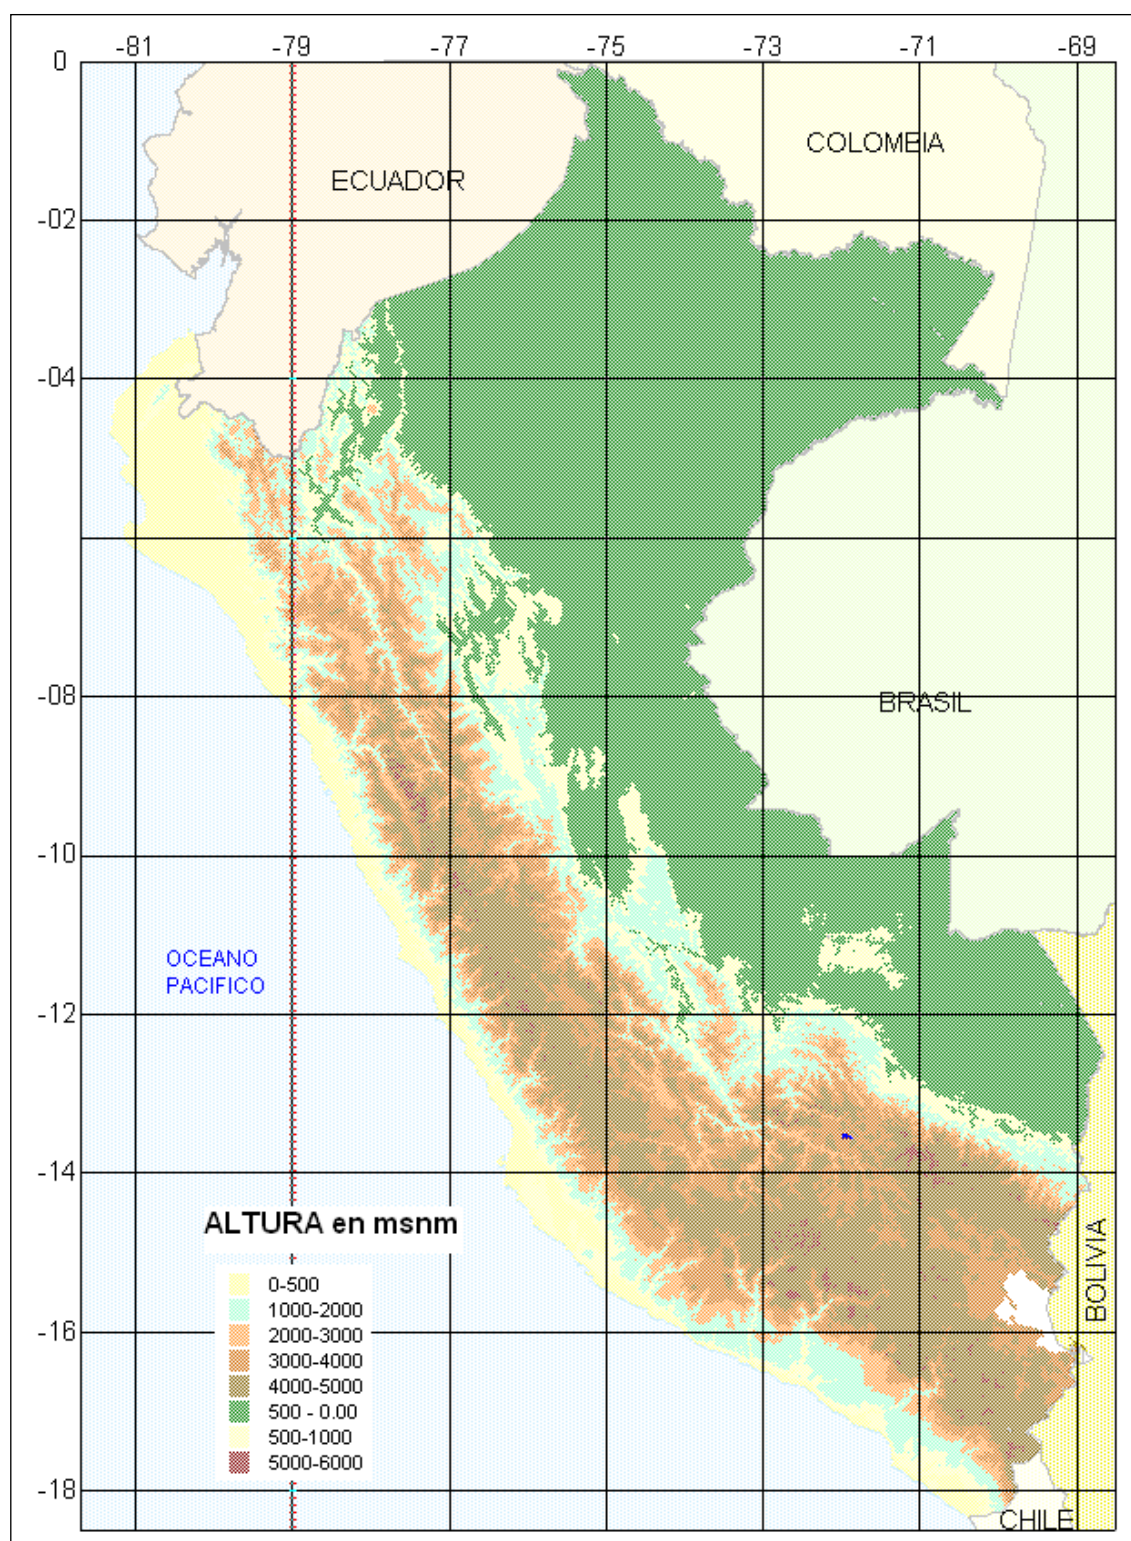 -81 -79 -77 -75 -73 -71 -69
0
COLOMBIA
ECUADOR
-02
-04
-08
BRASIL
-10
OCEANO
PACIFICO
-12
-14
ALTURA en msnm
BOLIVIA
0-500
1000-2000
2000-3000
-16
3000-4000
4000-5000
500 - 0.00
500-1000
5000-6000
-18
CHILE